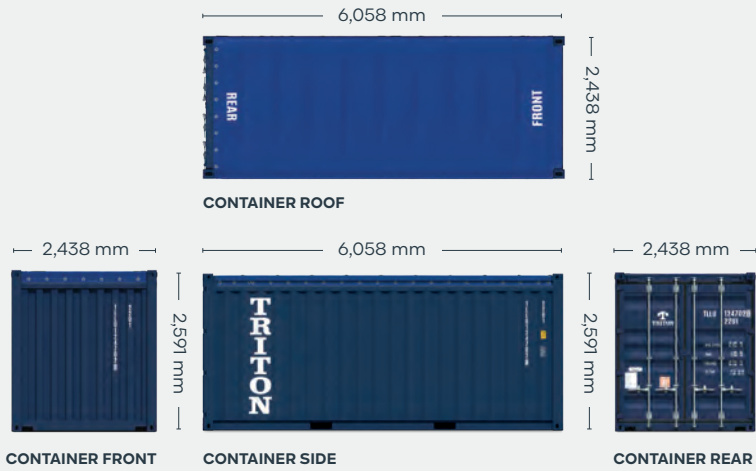 6,058 mm
REAR
FRONT
2,438 mm
CONTAINER ROOF
2,438 mm
2,591 mm
CONTAINER FRONT
6,058 mm
TRITON
2,591 mm
CONTAINER SIDE
2,438 mm
TRITON
CONTAINER REAR